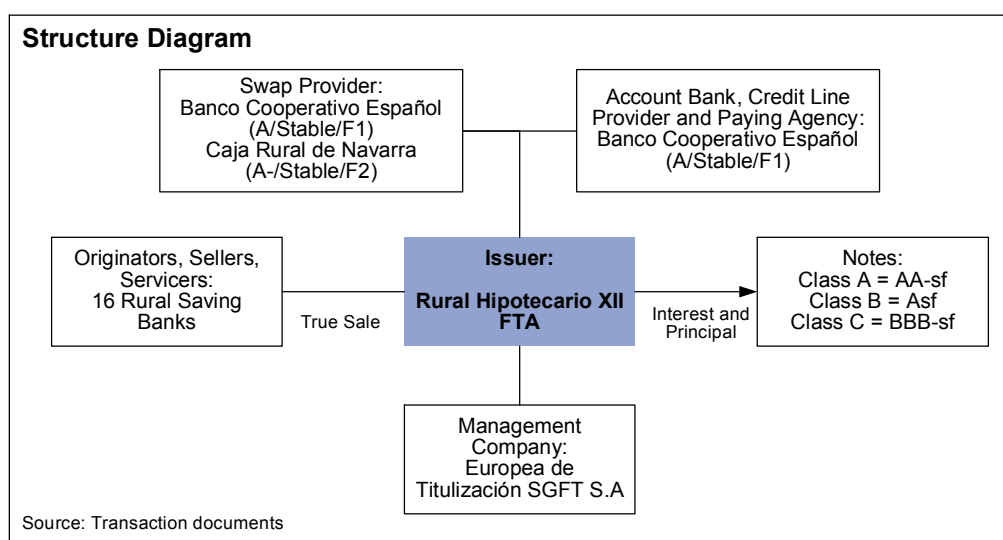 Structure Diagram
Swap Provider:
Banco Cooperativo Español
(A/Stable/F1)
Caja Rural de Navarra
(A-/Stable/F2)
Account Bank, Credit Line
Provider and Paying Agency:
Banco Cooperativo Español
(A/Stable/F1)
Originators, Sellers,
Servicers:
16 Rural Saving
Banks
True Sale
Issuer:
Rural Hipotecario XII
FTA
Interest and
Principal
Notes:
Class A = AA-sf
Class B = Asf
Class C = BBB-sf
Management
Company:
Europea de
Titulización SGFT S.A
Source: Transaction documents